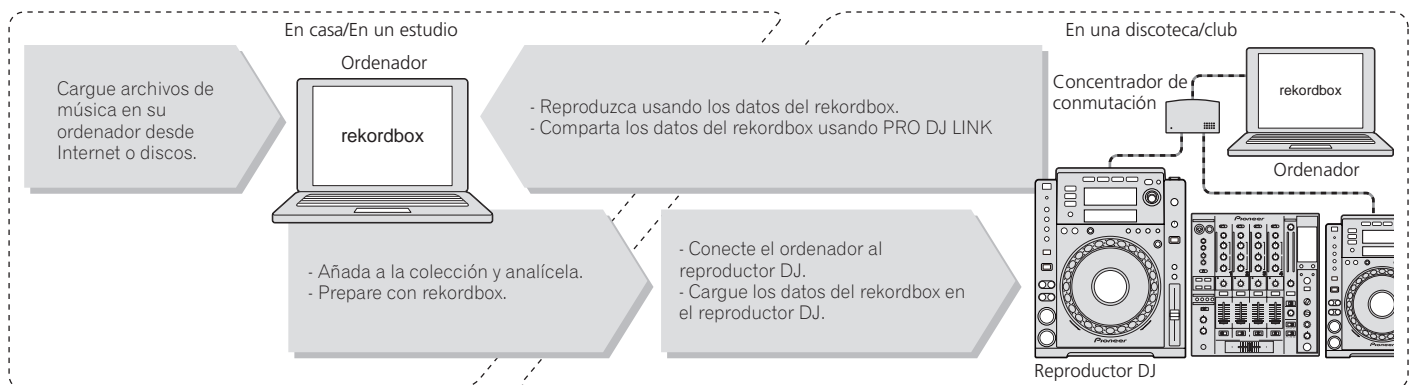 En casa/En un estudio
Ordenador
Cargue archivos de
música en su
ordenador desde
Internet o discos.
rekordbox
- Reproduzca usando los datos del rekordbox.
- Comparta los datos del rekordbox usando PRO DJ LINK
- Añada a la colección y analícela.
- Prepare con rekordbox.
- Conecte el ordenador al
reproductor DJ.
- Cargue los datos del rekordbox en
el reproductor DJ.
En una discoteca/club
Concentrador de
conmutación
rekordbox
Ordenador
Pioneer
Pioneer
Pioneer
Reproductor DJ